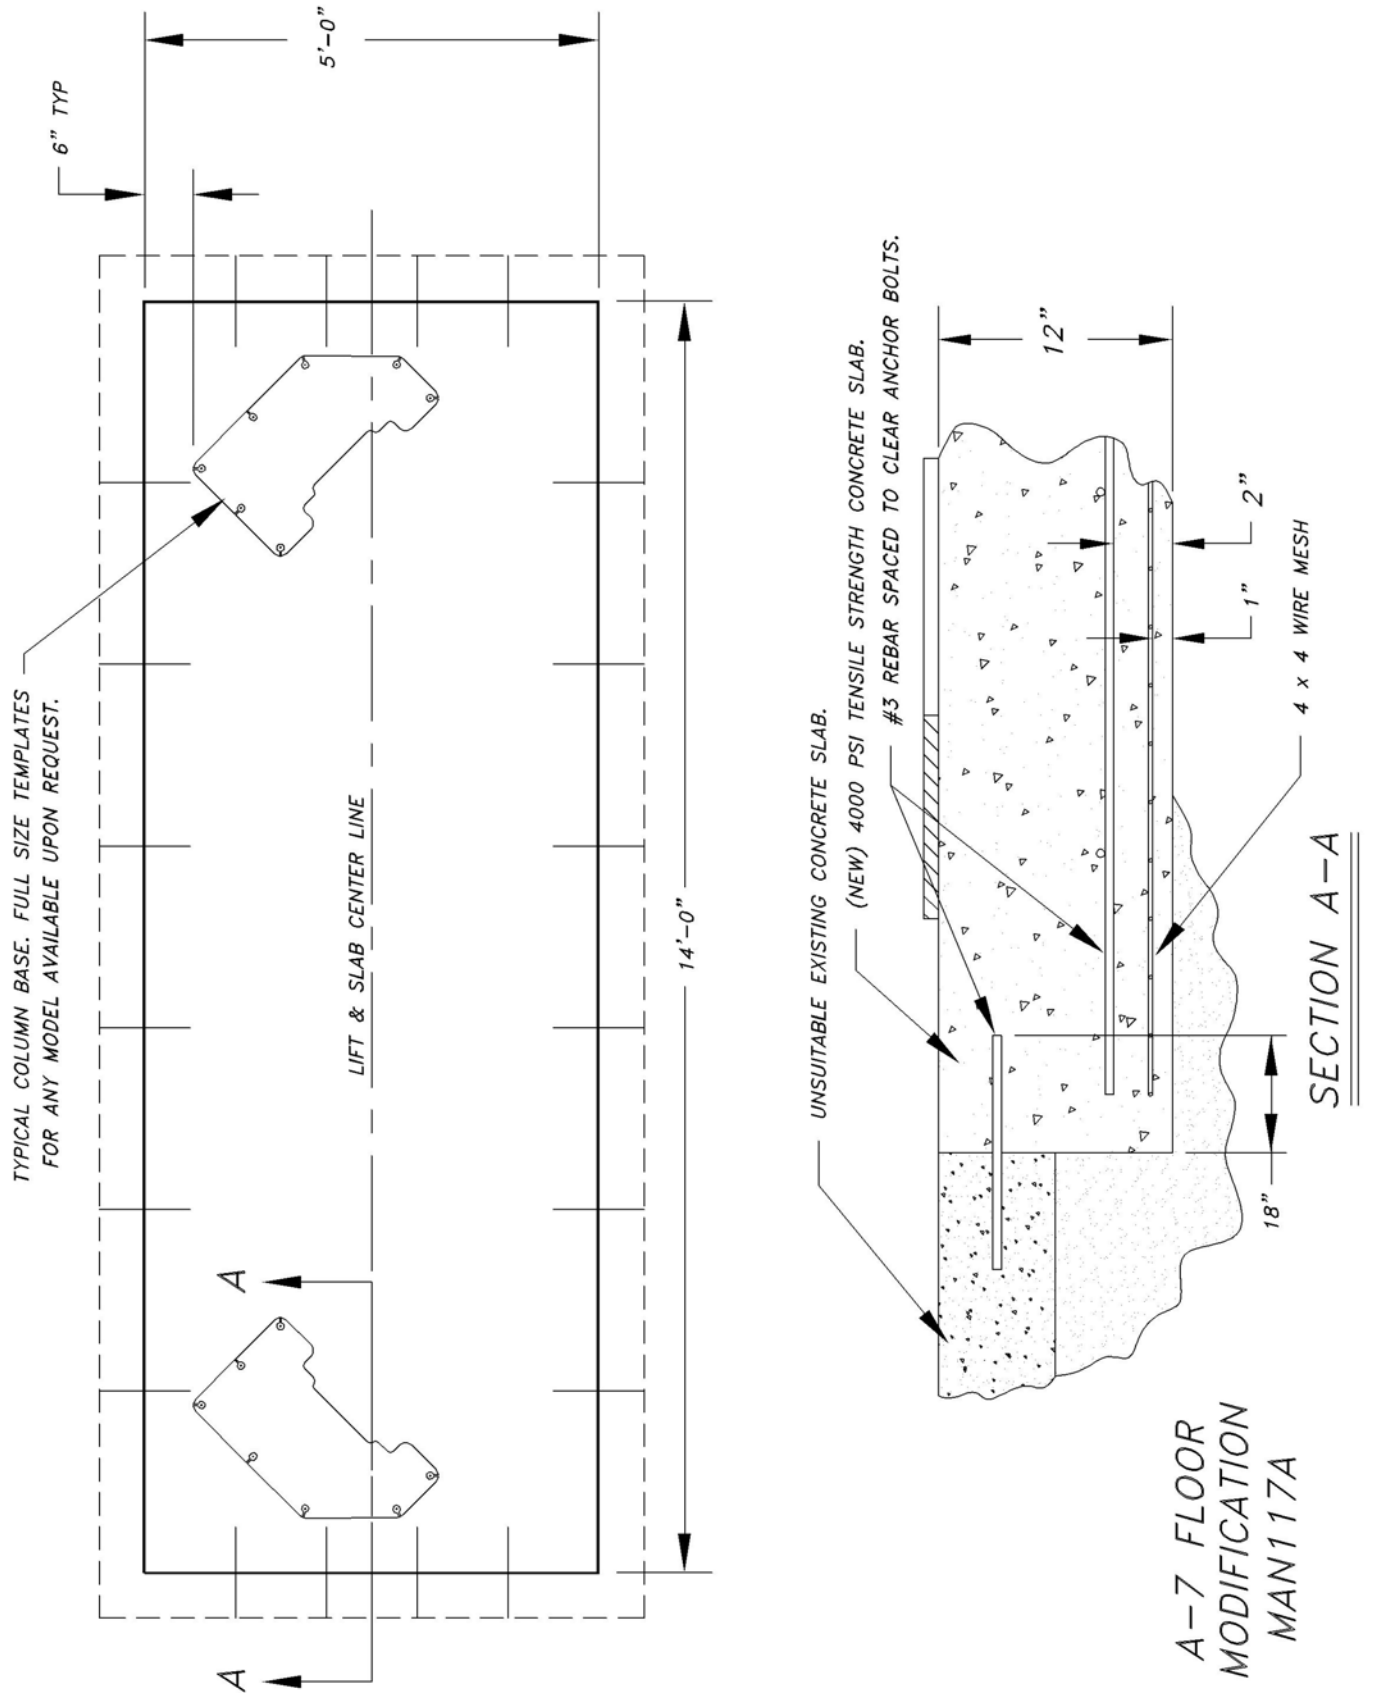 TYPICAL COLUMN BASE. FULL SIZE TEMPLATES
FOR ANY MODEL AVAILABLE UPON REQUEST.
6" TYP
5'-0"
A
A
LIFT & SLAB CENTER LINE
14'-0"
UNSUITABLE EXISTING CONCRETE SLAB.
(NEW) 4000 PSI TENSILE STRENGTH CONCRETE SLAB.
#3 REBAR SPACED TO CLEAR ANCHOR BOLTS.
12"
2"
1"
4 x 4 WIRE MESH
18"
SECTION A-A
A-7 FLOOR
MODIFICATION
MAN117A